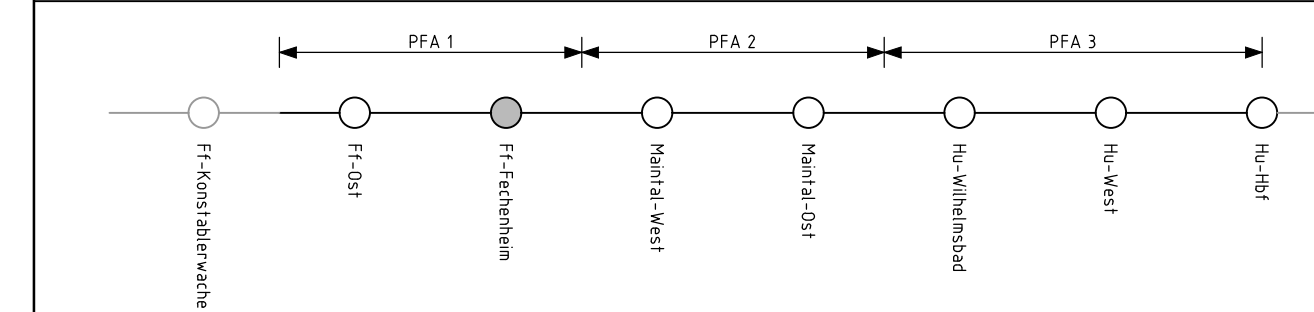 PFA 1
PFA 2
PFA 3
Ff-Konstablerwache
Ff-Ost
Ff-Fechenheim
Maintal-West
Maintal-Ost
Hu-Wilhelmsbad
Hu-West
Hu-Hbf